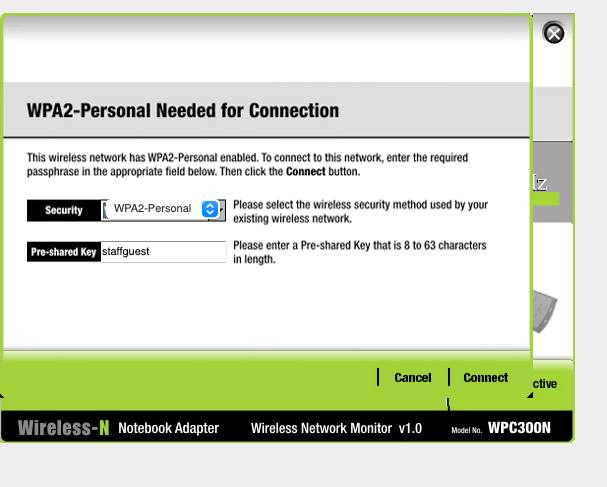 WPA2-Personal Needed for Connection
This wireless network has WPA2-Personal enabled. To connect to this network, enter the required
passphrase in the appropriate field below. Then click the Connect button.
Security WPA2-Personal Please select the wireless security method used by your
existing wireless network.
Pre-shared Key staffguest Please enter a Pre-shared Key that is 8 to 63 characters
in length.
Cancel Connect
Wireless-N Notebook Adapter Wireless Network Monitor v1.0 Model No. WPC300N